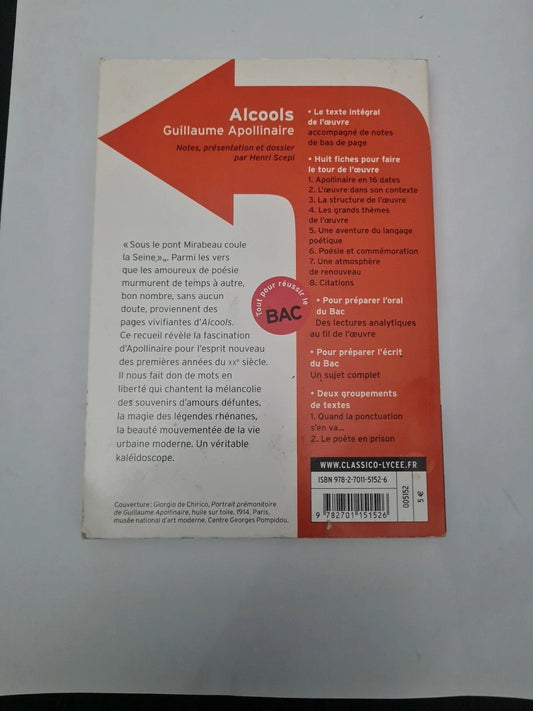 Alcools
Guillaume Apollinaire
Notes, présentation et dossier
par Henri Scepi
« Sous le pont Mirabeau coule
la Seine,»... Parmi les vers
que les amoureux de poésie
murmurent de temps à autre,
bon nombre, sans aucun
doute, proviennent des
pages vivifiantes d'Alcools.
Ce recueil révèle la fascination
d'Apollinaire pour l'esprit nouveau
des premières années du XXe siècle.
Il nous fait don de mots en
liberté qui chantent la mélancolie
des souvenirs d'amours défuntes,
la magie des légendes rhénanes,
la beauté mouvementée de la vie
urbaine moderne. Un véritable
kaléidoscope.
Couverture : Giorgio de Chirico, Portrait prémonitoire
de Guillaume Apollinaire, huile sur toile, 1914, Paris,
musée national d'art moderne, Centre Georges Pompidou.
Tout pour réussir le
BAC
• Le texte intégral
de l'œuvre
accompagné de notes
de bas de page
• Huit fiches pour faire
le tour de l'œuvre
1. Apollinaire en 16 dates
2. L'œuvre dans son contexte
3. La structure de l'œuvre
4. Les grands thèmes
de l'œuvre
5. Une aventure du langage
poétique
6. Poésie et commémoration
7. Une atmosphère
de renouveau
8. Citations
• Pour préparer l'oral
du Bac
Des lectures analytiques
au fil de l'œuvre
• Pour préparer l'écrit
du Bac
Un sujet complet
• Deux groupements
de textes
1. Quand la ponctuation
s'en va...
2. Le poète en prison
WWW.CLASSICO-LYCEE.FR
ISBN 978-2-7011-5152-6
9 782701 151526
005152
5 €